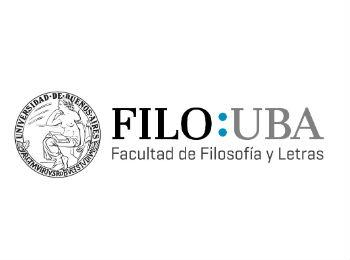 UNIVERSIDAD·DE·BUENOS·AIRES
FILO:UBA
Facultad de Filosofía y Letras